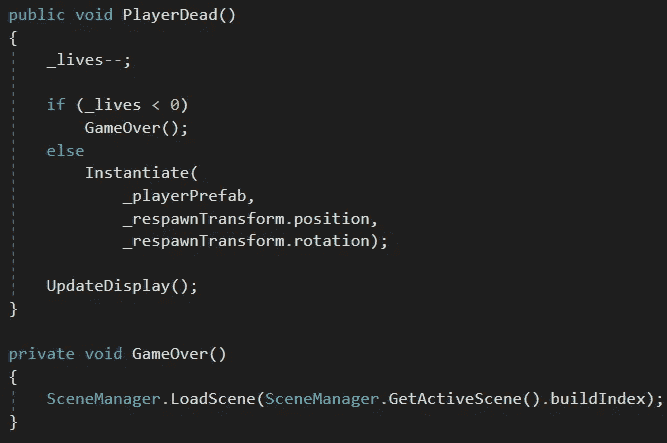 public void PlayerDead()
{
    _lives--;

    if (_lives < 0)
        GameOver();
    else
        Instantiate(
            _playerPrefab,
            _respawnTransform.position,
            _respawnTransform.rotation);

    UpdateDisplay();
}

private void GameOver()
{
    SceneManager.LoadScene(SceneManager.GetActiveScene().buildIndex);
}